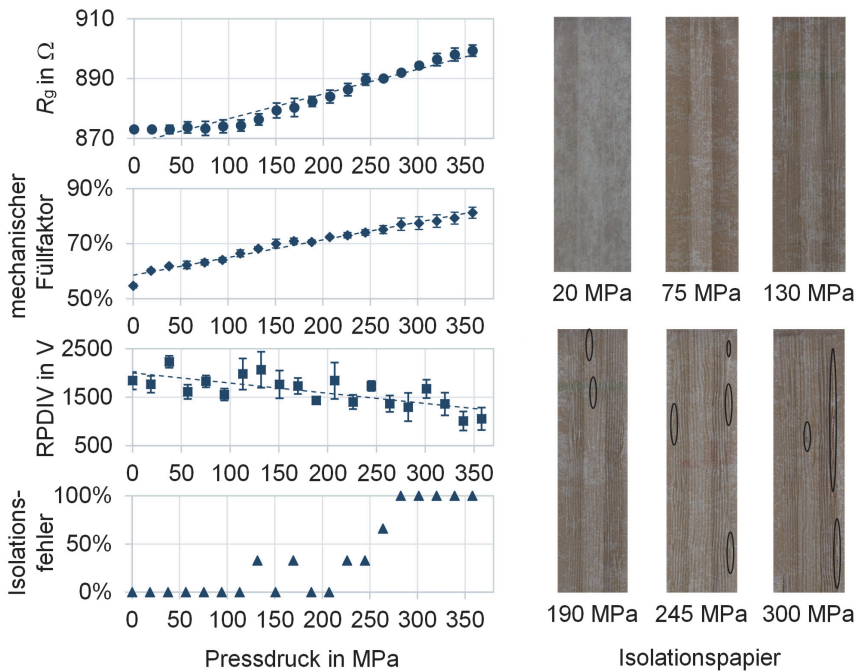 R_g in Ω
910
890
870
0 50 100 150 200 250 300 350
mechanischer
Füllfaktor
90%
70%
50%
0 50 100 150 200 250 300 350
RPDIV in V
2500
1500
500
0 50 100 150 200 250 300 350
Isolations-
fehler
100%
50%
0%
0 50 100 150 200 250 300 350
Pressdruck in MPa
20 MPa 75 MPa 130 MPa
190 MPa 245 MPa 300 MPa
Isolationspapier